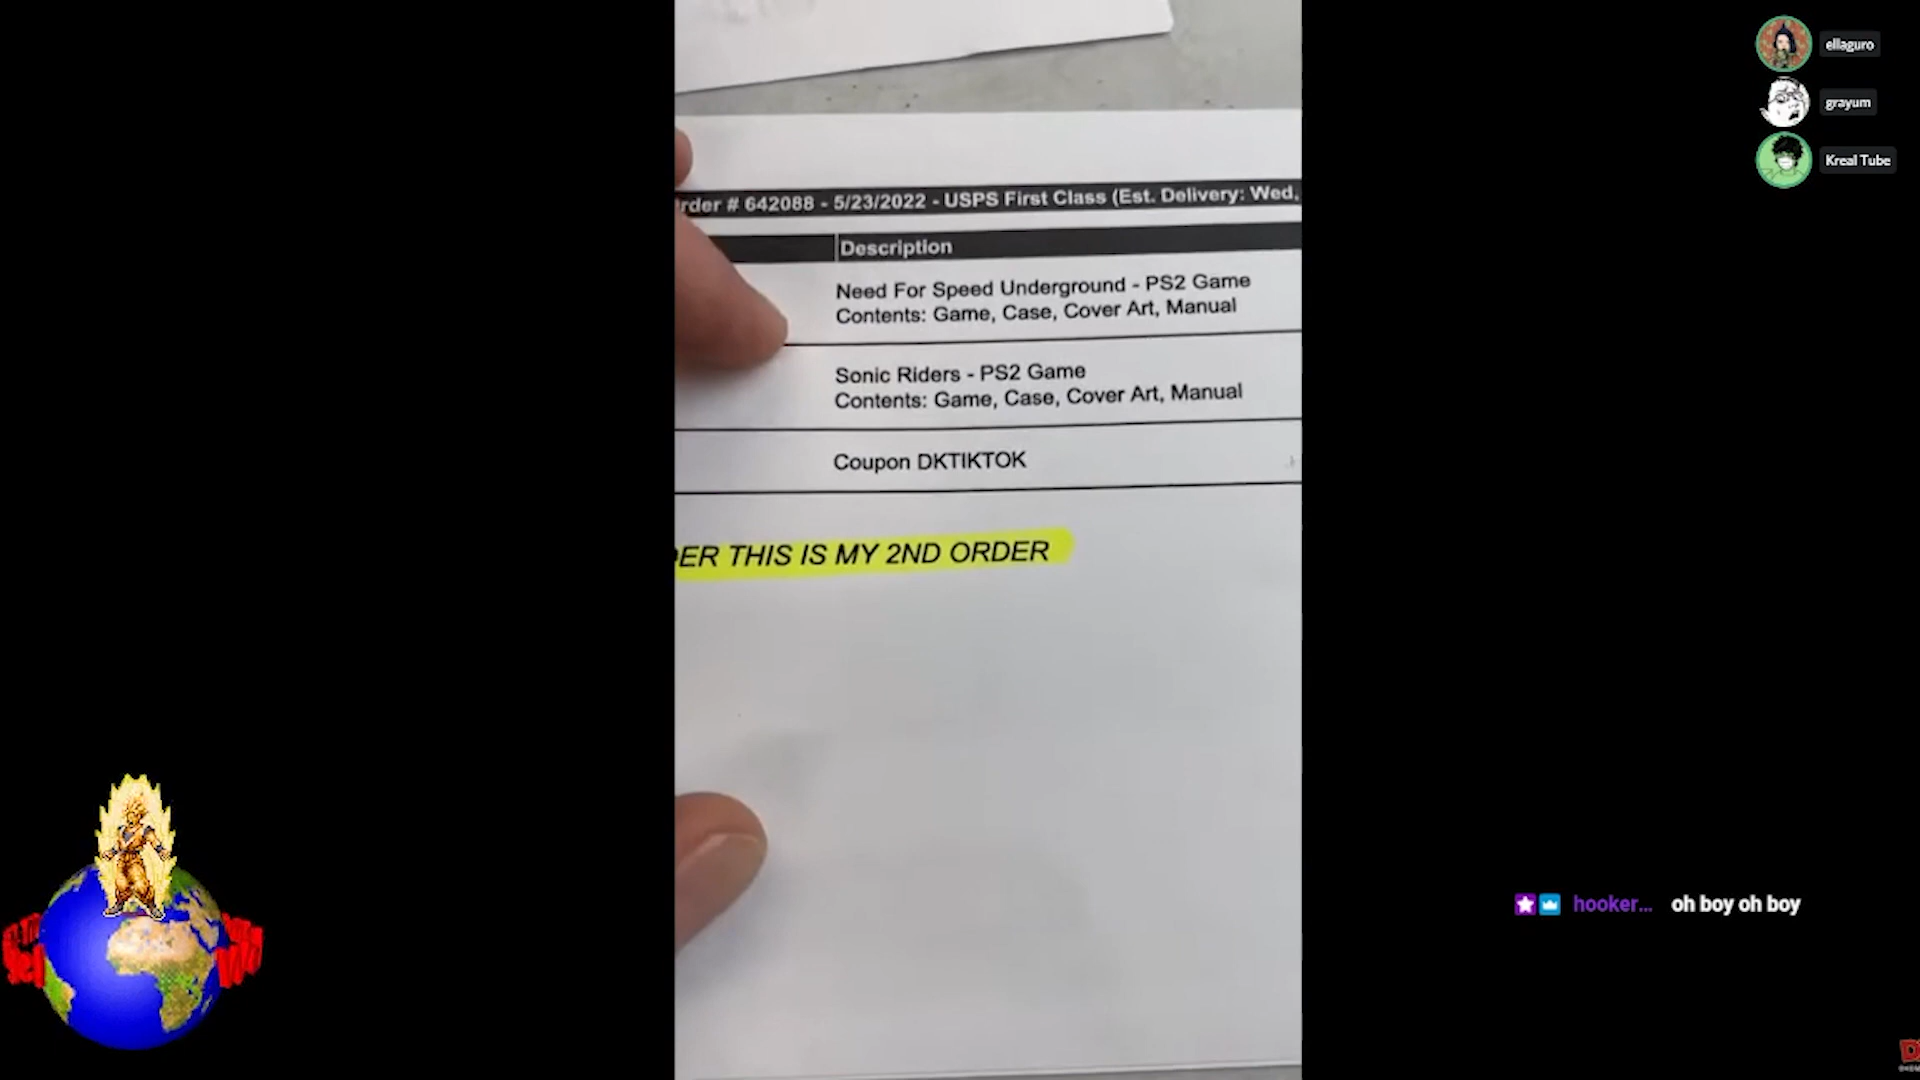 ellaguro
grayum
Kreal Tube
rder # 642088 - 5/23/2022 - USPS First Class (Est. Delivery: Wed,
Description
Need For Speed Underground - PS2 Game
Contents: Game, Case, Cover Art, Manual
Sonic Riders - PS2 Game
Contents: Game, Case, Cover Art, Manual
Coupon DKTIKTOK
DER THIS IS MY 2ND ORDER
hooker... oh boy oh boy